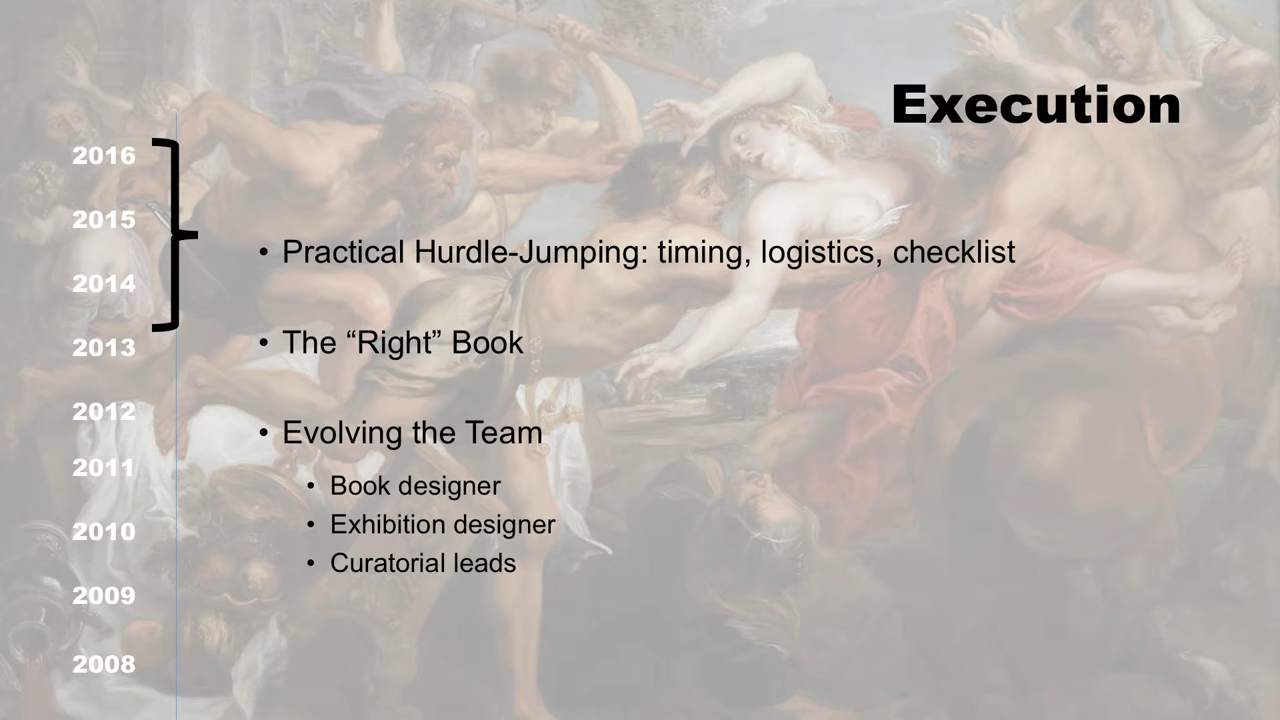 Execution
2016
2015
2014
2013
2012
2011
2010
2009
2008
• Practical Hurdle-Jumping: timing, logistics, checklist
• The “Right” Book
• Evolving the Team
• Book designer
• Exhibition designer
• Curatorial leads